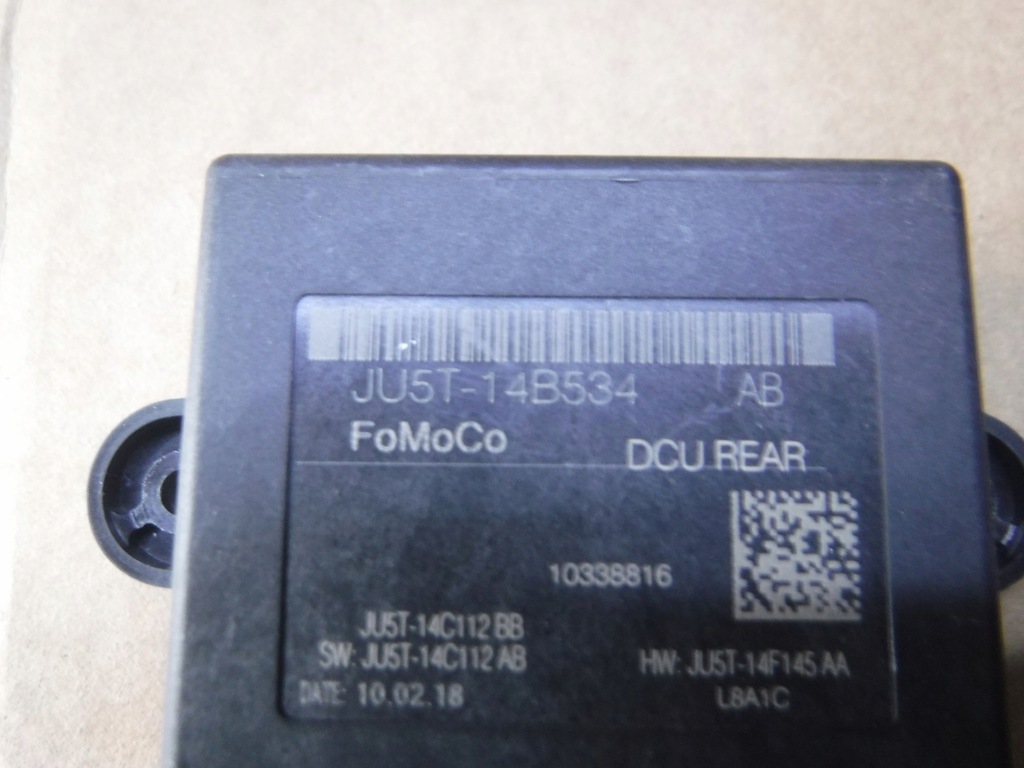 JU5T-14B534 AB
FoMoCo
DCU REAR
10338816
JU5T-14C112 BB
SW: JU5T-14C112 AB
HW: JU5T-14F145 AA
DATE: 10.02.18
L8A1C